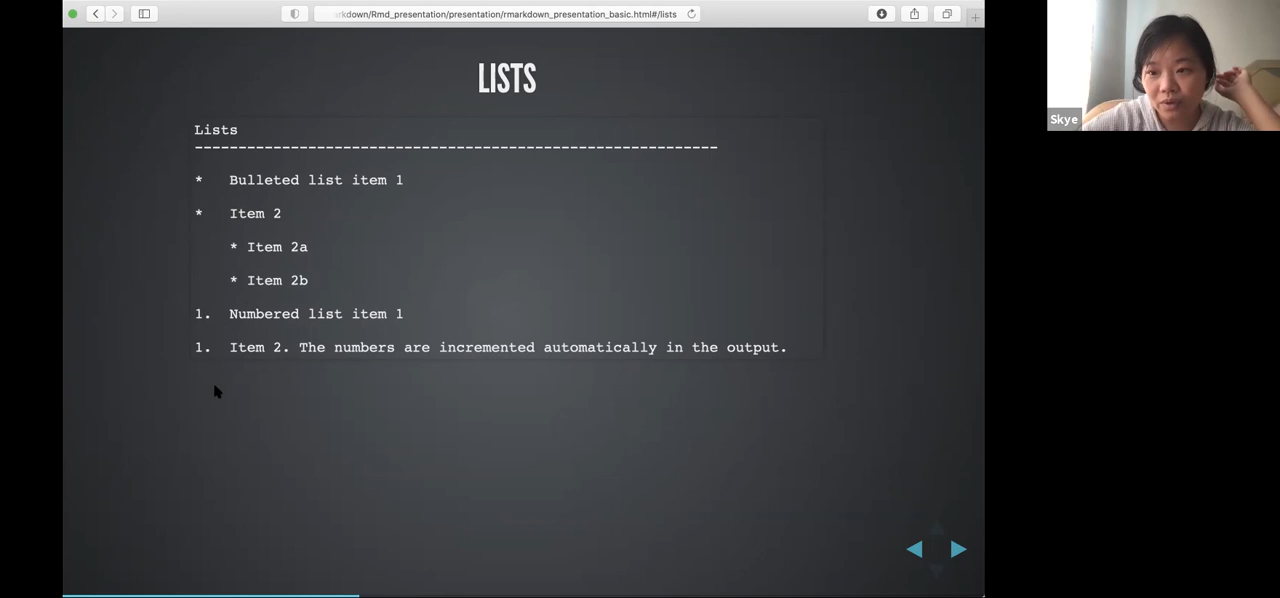 arkdown/Rmd_presentation/presentation/rmarkdown_presentation_basic.html#/lists
LISTS
Lists
------------------------------------------------------------
* Bulleted list item 1
* Item 2
* Item 2a
* Item 2b
1. Numbered list item 1
1. Item 2. The numbers are incremented automatically in the output.
Skye